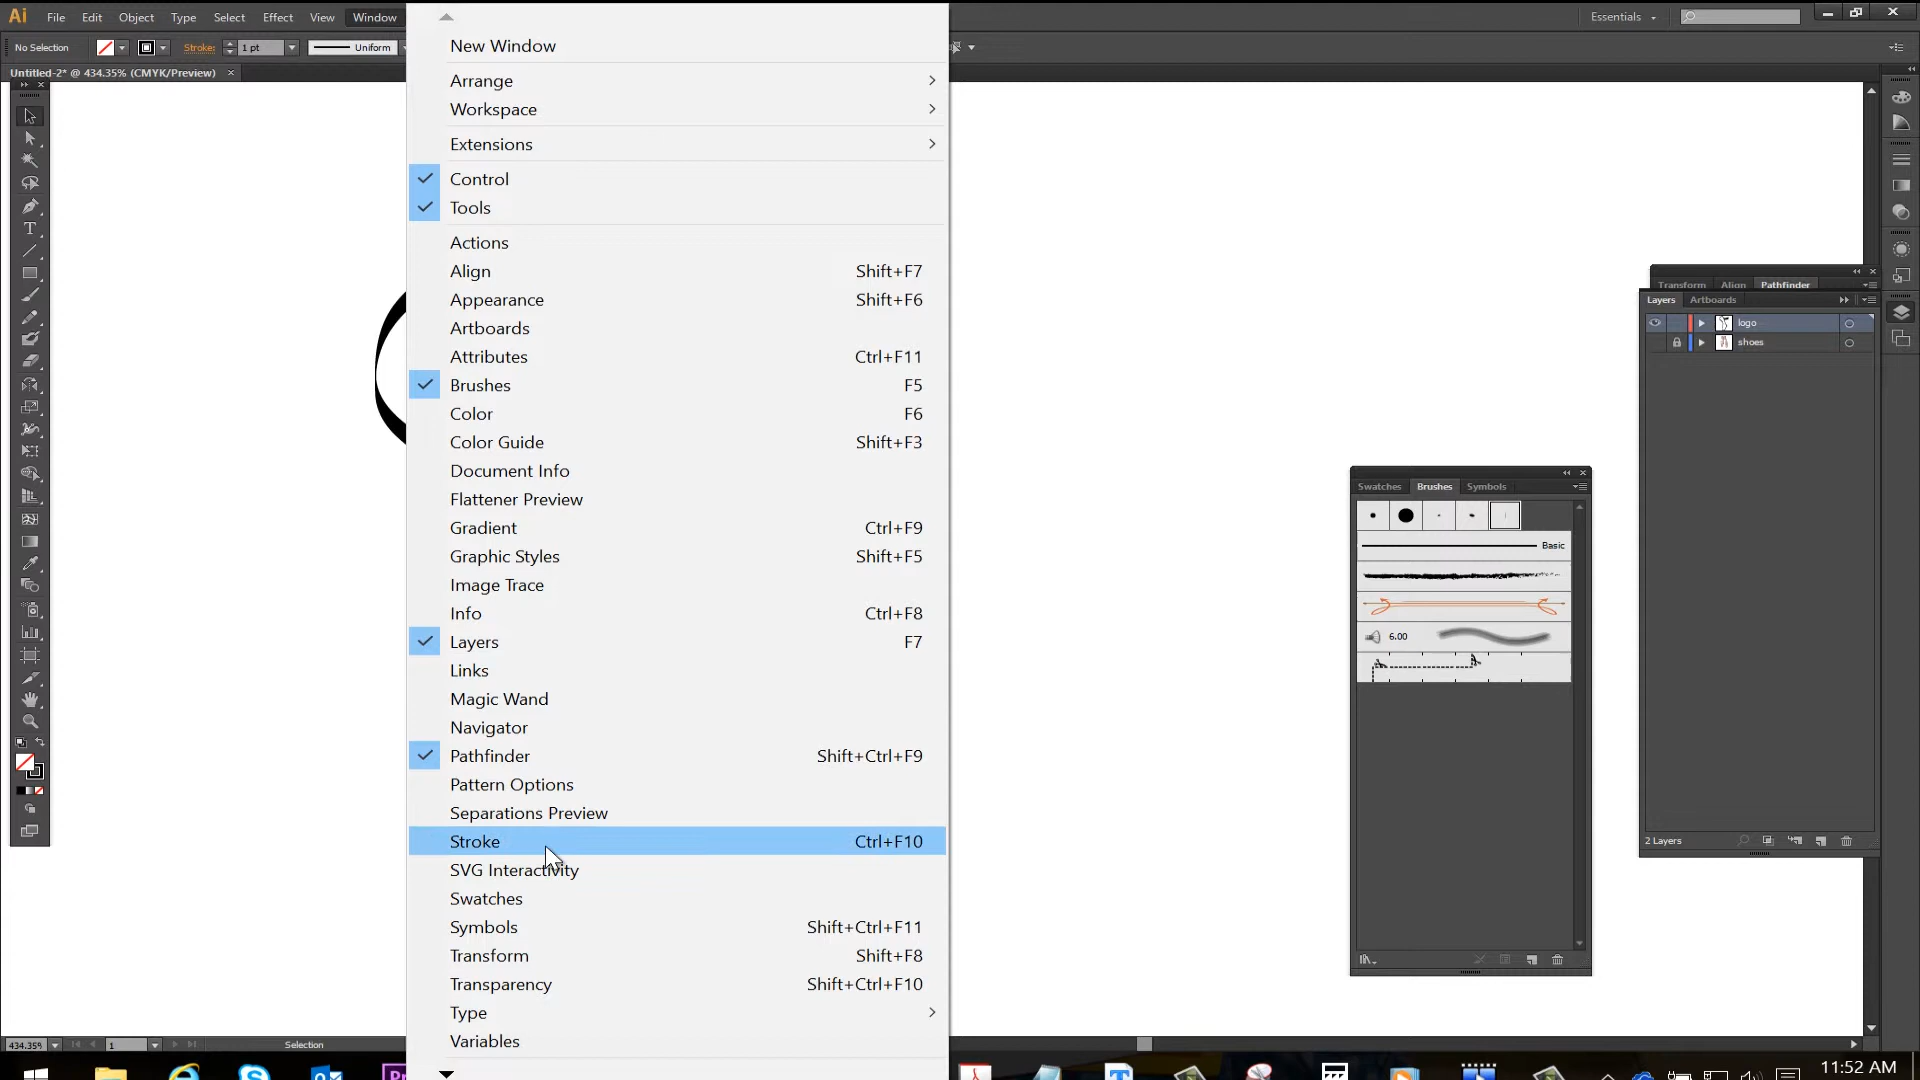 Ai File Edit Object Type Select Effect View Window Essentials
No Selection Stroke: 1 pt Uniform
Untitled-2* @ 434.35% (CMYK/Preview)
New Window
Arrange
Workspace
Extensions
Control
Tools
Actions
Align Shift+F7
Appearance Shift+F6
Artboards
Attributes Ctrl+F11
Brushes F5
Color F6
Color Guide Shift+F3
Document Info
Flattener Preview
Gradient Ctrl+F9
Graphic Styles Shift+F5
Image Trace
Info Ctrl+F8
Layers F7
Links
Magic Wand
Navigator
Pathfinder Shift+Ctrl+F9
Pattern Options
Separations Preview
Stroke Ctrl+F10
SVG Interactivity
Swatches
Symbols Shift+Ctrl+F11
Transform Shift+F8
Transparency Shift+Ctrl+F10
Type
Variables
Transform Align Pathfinder
Layers Artboards
logo
shoes
2 Layers
Swatches Brushes Symbols
Basic
6.00
434.35% 1 Selection
11:52 AM